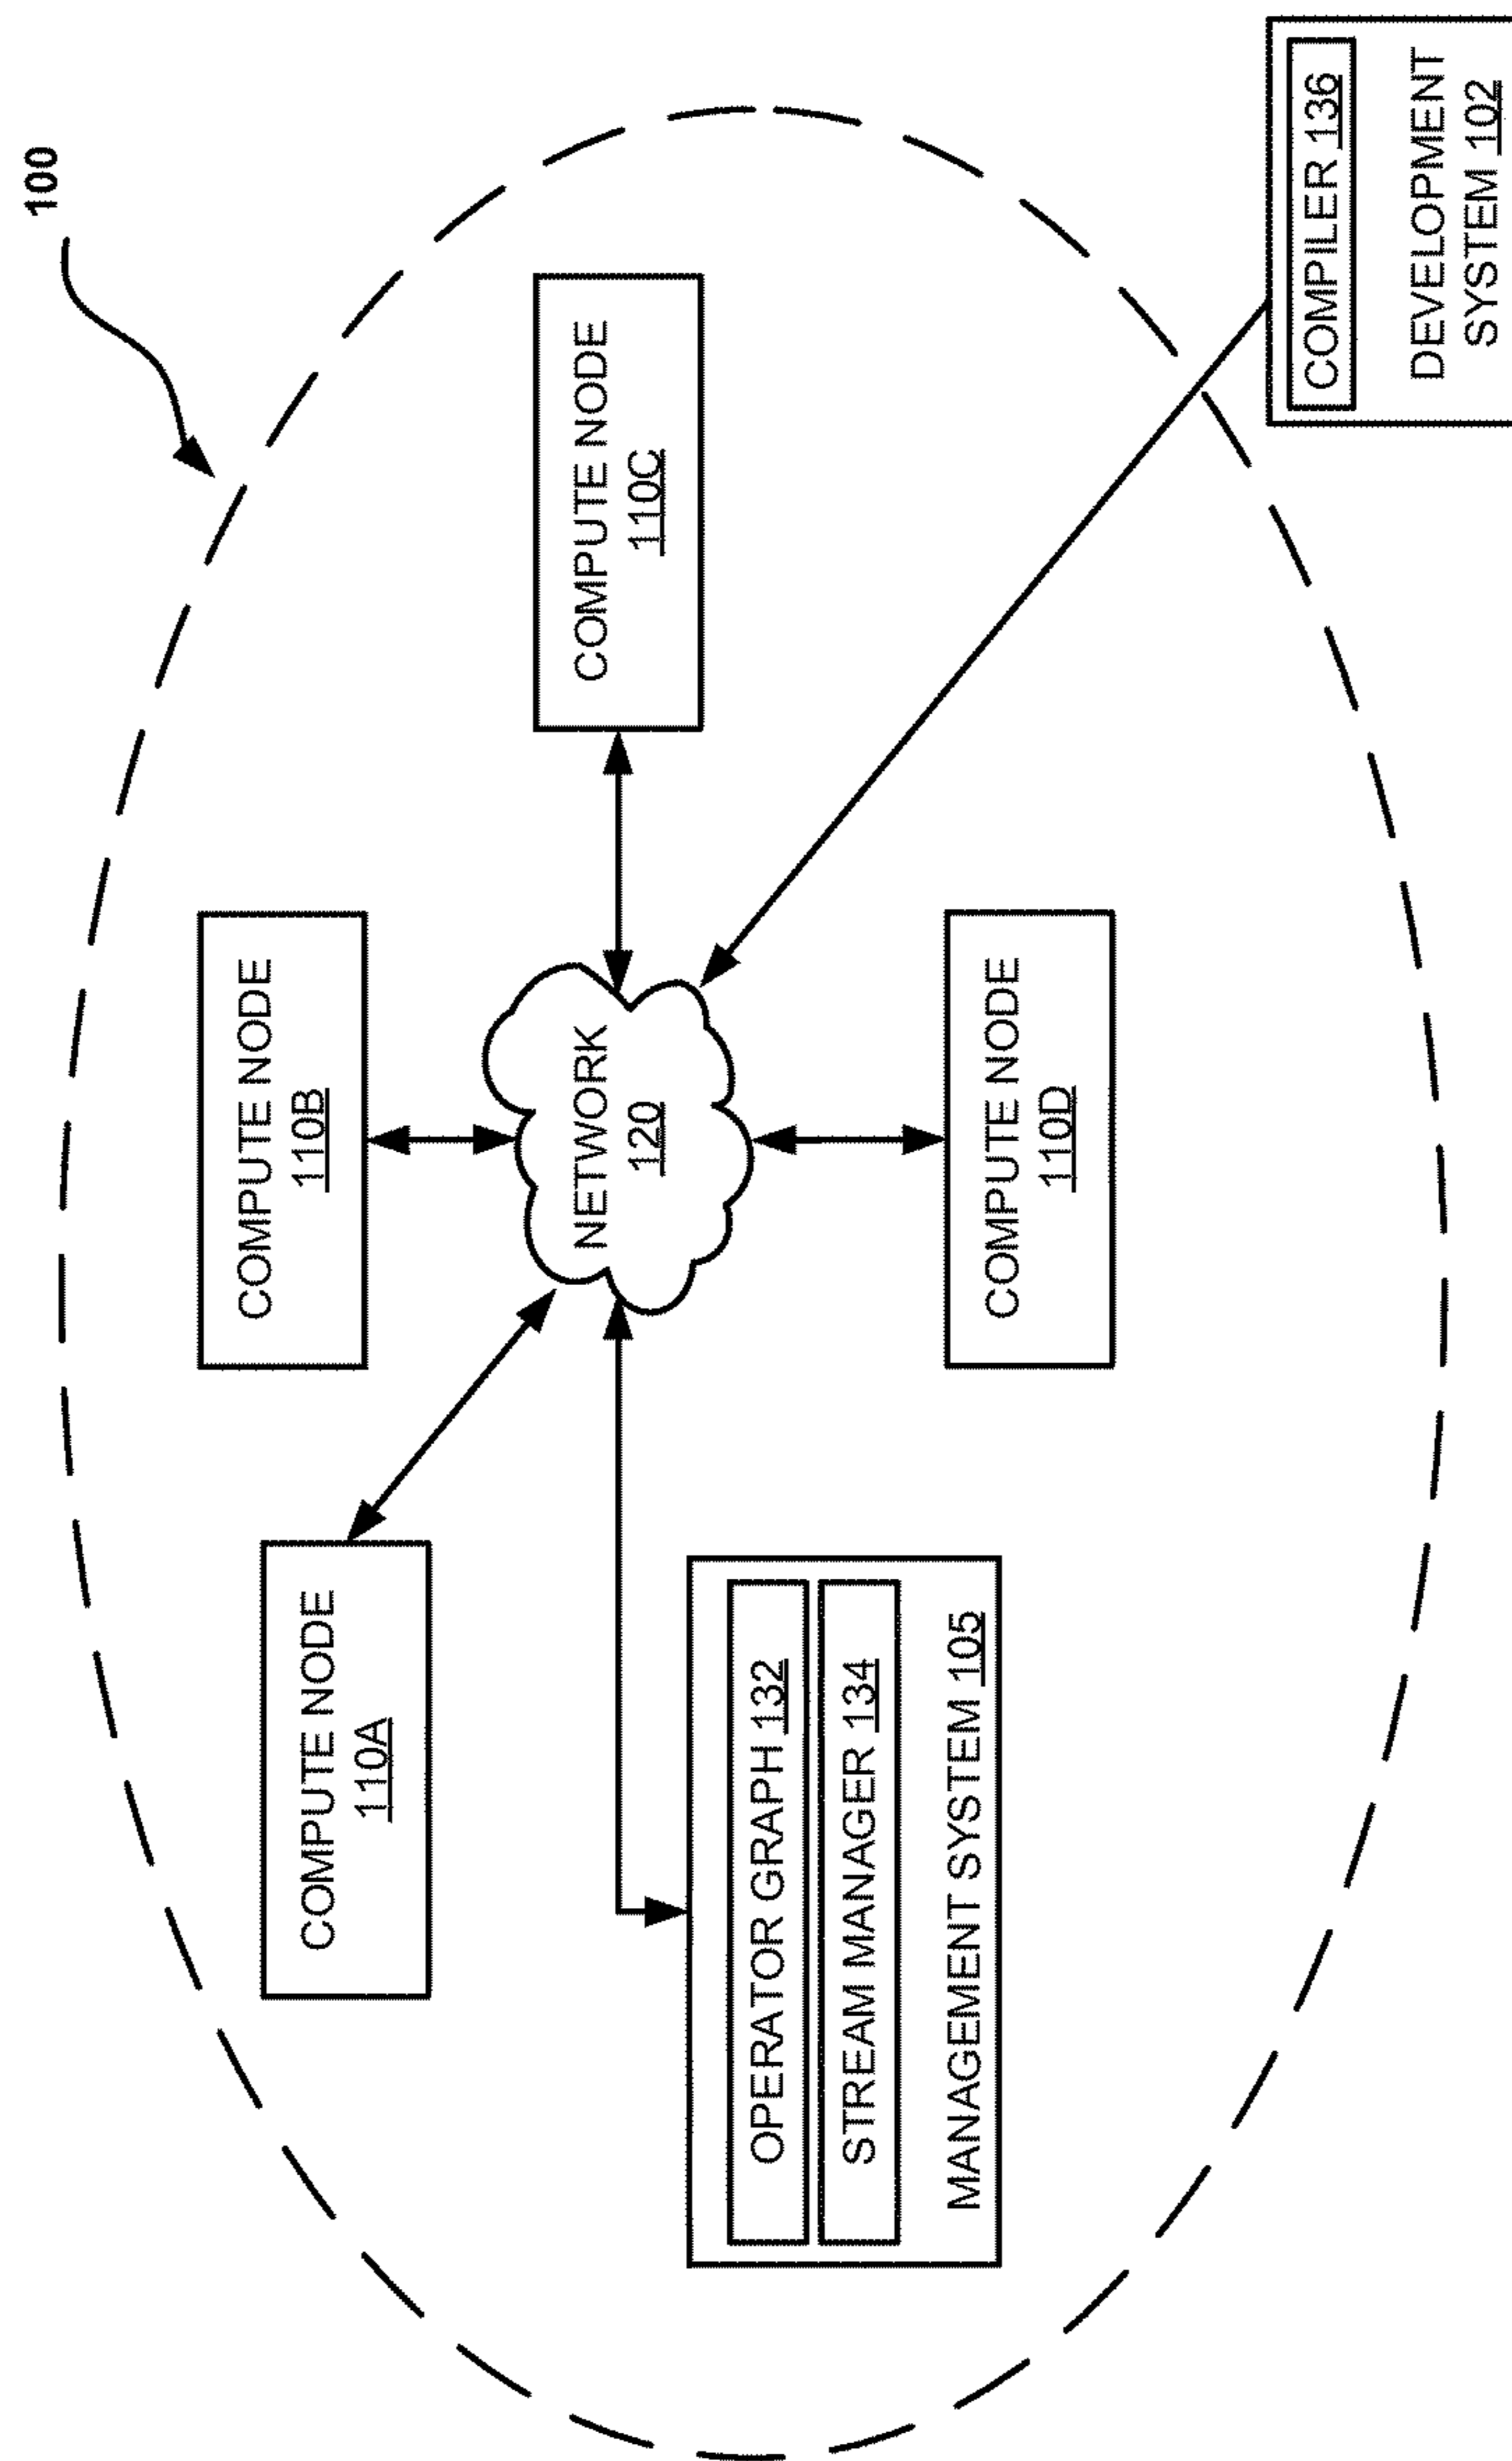 100
COMPUTE NODE
110A
COMPUTE NODE
110B
COMPUTE NODE
110C
NETWORK
120
OPERATOR GRAPH 132
STREAM MANAGER 134
MANAGEMENT SYSTEM 105
COMPUTE NODE
110D
COMPILER 136
DEVELOPMENT
SYSTEM 102